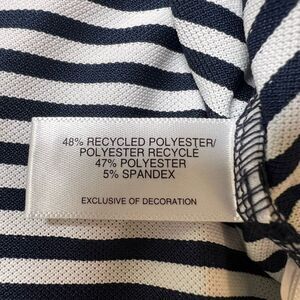 48% RECYCLED POLYESTER/
POLYESTER RECYCLE
47% POLYESTER
5% SPANDEX
EXCLUSIVE OF DECORATION